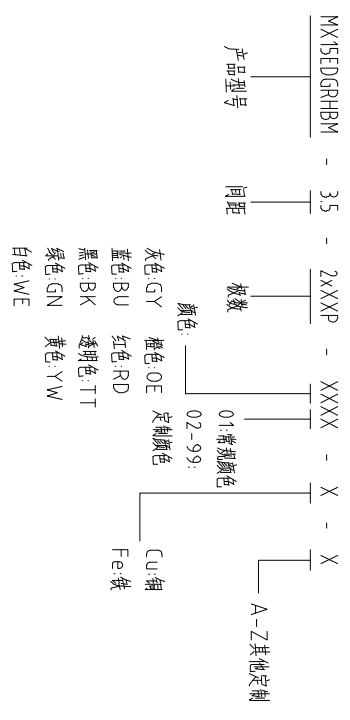 MX15EDGRHBM - 3.5 - 2xXXP - XXXX - X - X
产品型号
间距
极数
颜色:
灰色:GY 橙色:OE
蓝色:BU 红色:RD
黑色:BK 透明色:TT
绿色:GN 黄色:YW
白色:WE
01:常规颜色
02-99:
定制颜色
Cu:铜
Fe:铁
A-Z其他定制